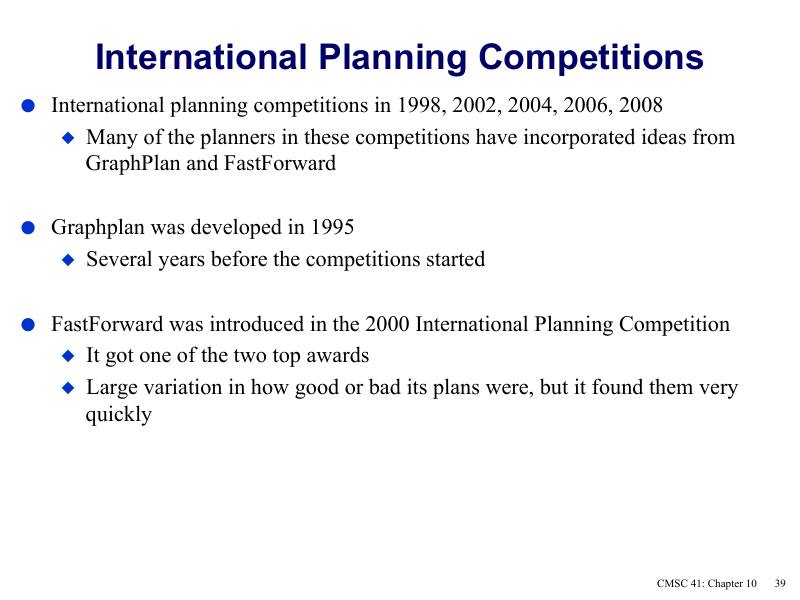 International Planning Competitions
● International planning competitions in 1998, 2002, 2004, 2006, 2008
◆ Many of the planners in these competitions have incorporated ideas from
GraphPlan and FastForward
● Graphplan was developed in 1995
◆ Several years before the competitions started
● FastForward was introduced in the 2000 International Planning Competition
◆ It got one of the two top awards
◆ Large variation in how good or bad its plans were, but it found them very
quickly
CMSC 41: Chapter 10 39